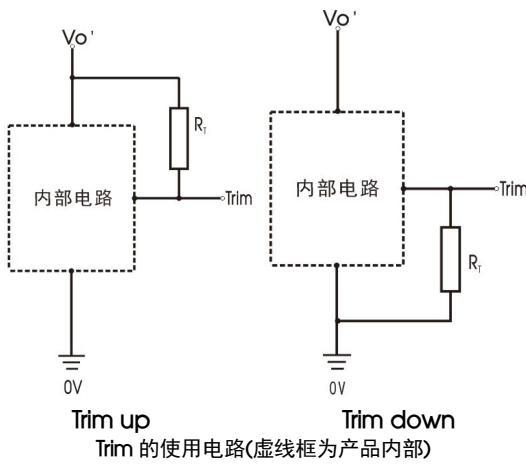 Vo'
RT
内部电路
Trim
0V
Trim up
Vo'
内部电路
Trim
RT
0V
Trim down
Trim 的使用电路(虚线框为产品内部)